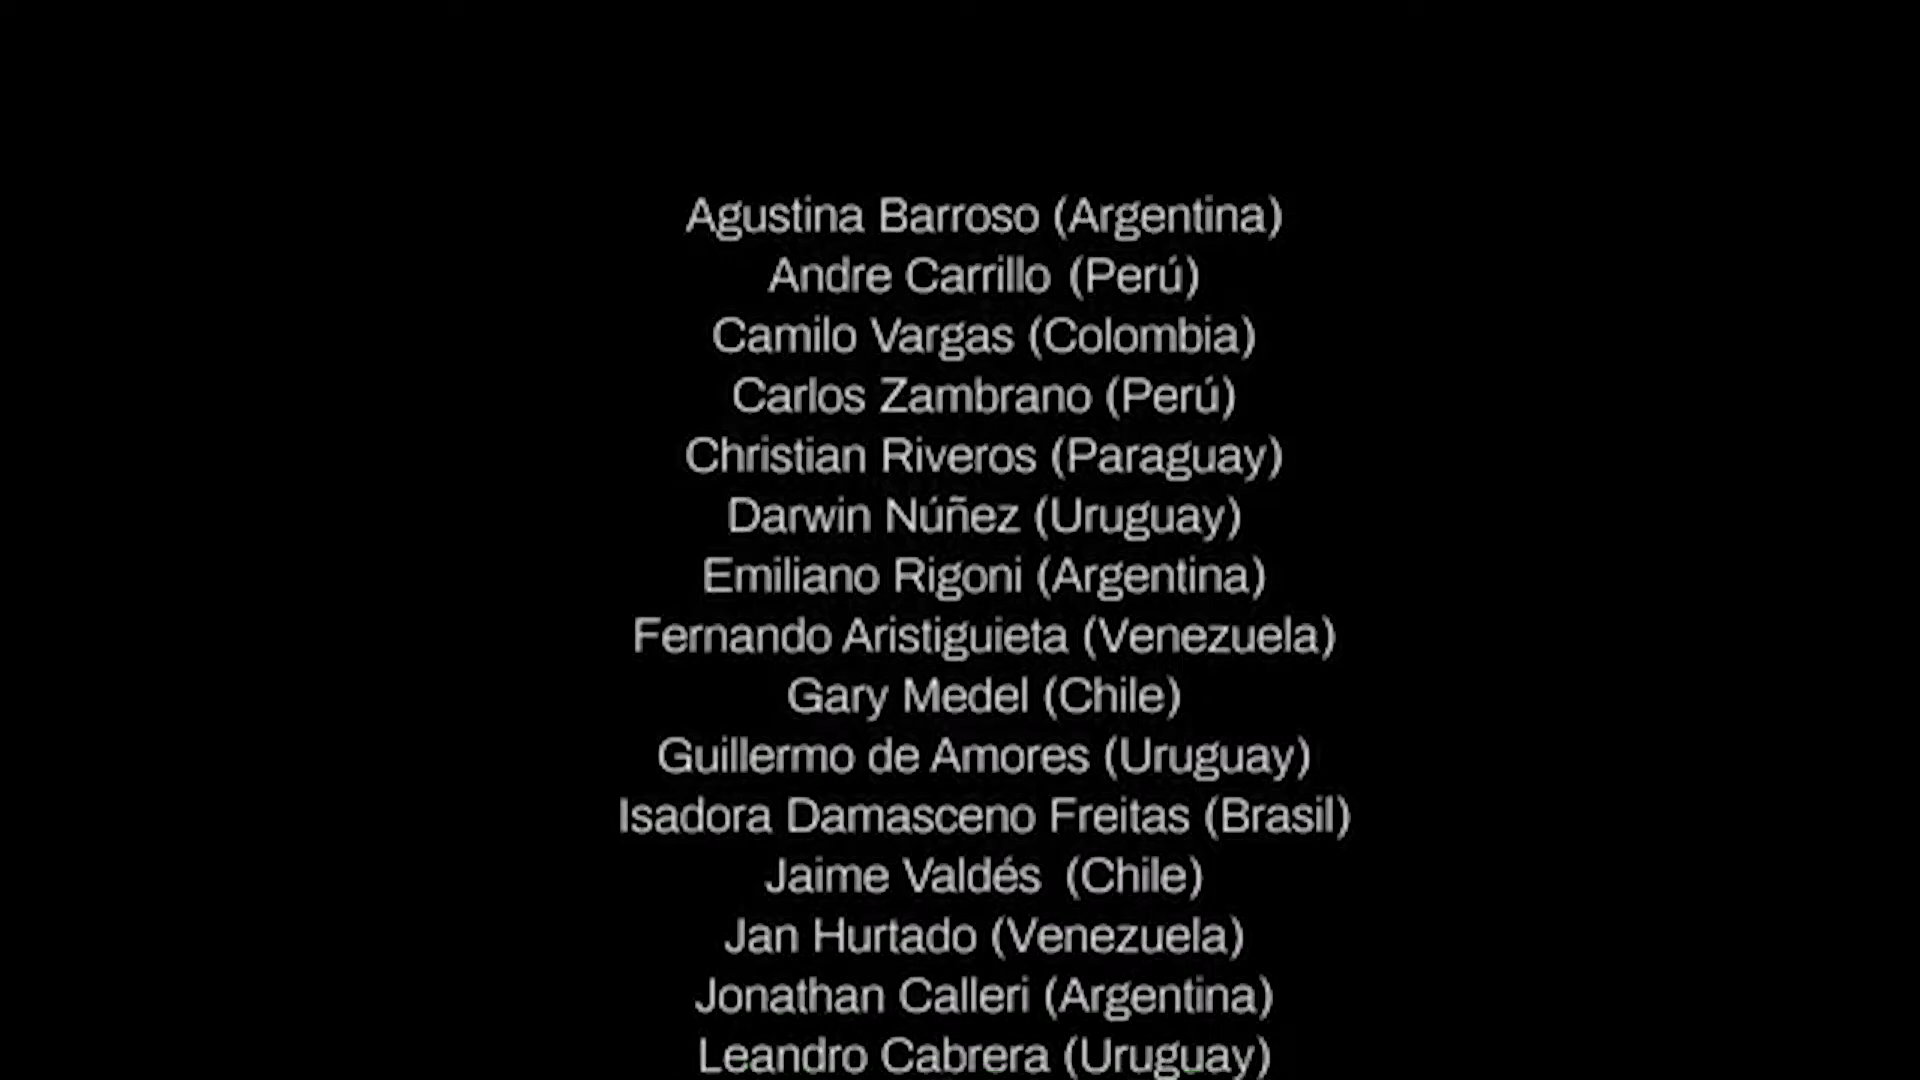 Agustina Barroso (Argentina)
Andre Carrillo (Perú)
Camilo Vargas (Colombia)
Carlos Zambrano (Perú)
Christian Riveros (Paraguay)
Darwin Núñez (Uruguay)
Emiliano Rigoni (Argentina)
Fernando Aristiguieta (Venezuela)
Gary Medel (Chile)
Guillermo de Amores (Uruguay)
Isadora Damasceno Freitas (Brasil)
Jaime Valdés (Chile)
Jan Hurtado (Venezuela)
Jonathan Calleri (Argentina)
Leandro Cabrera (Uruguay)